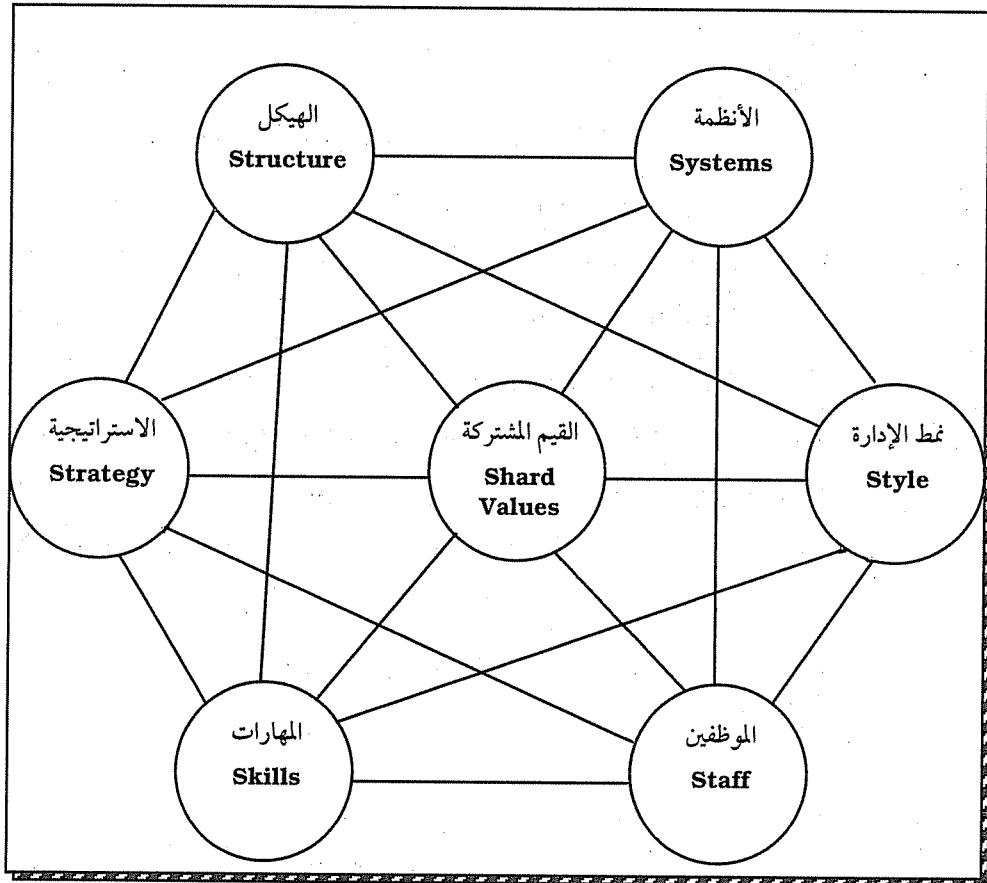 الهيكل
Structure
الأنظمة
Systems
الاستراتيجية
Strategy
القيم المشتركة
Shard
Values
نمط الإدارة
Style
المهارات
Skills
الموظفين
Staff